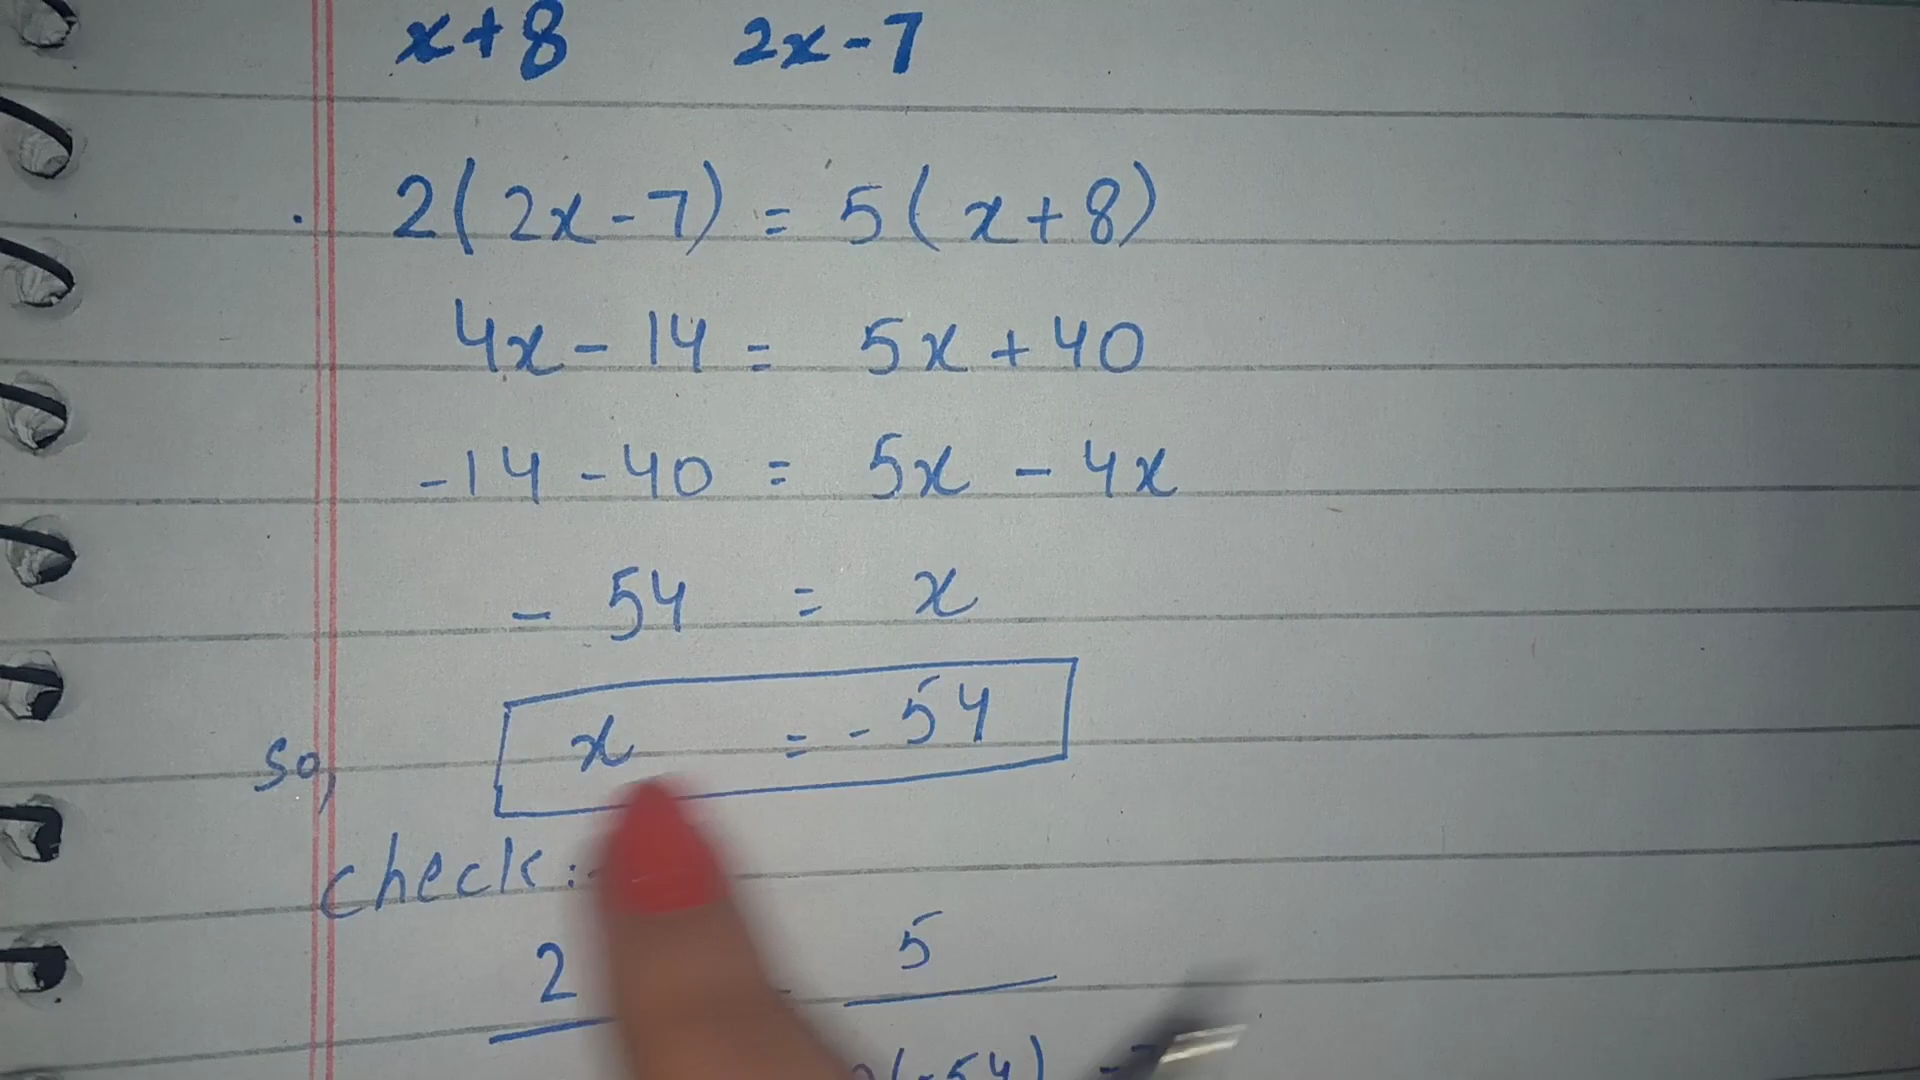 x+8 2x-7
2(2x-7) = 5(x+8)
4x - 14 = 5x + 40
-14 - 40 = 5x - 4x
- 54 = x
so, x = - 54
check:-
2 5
(-54) -